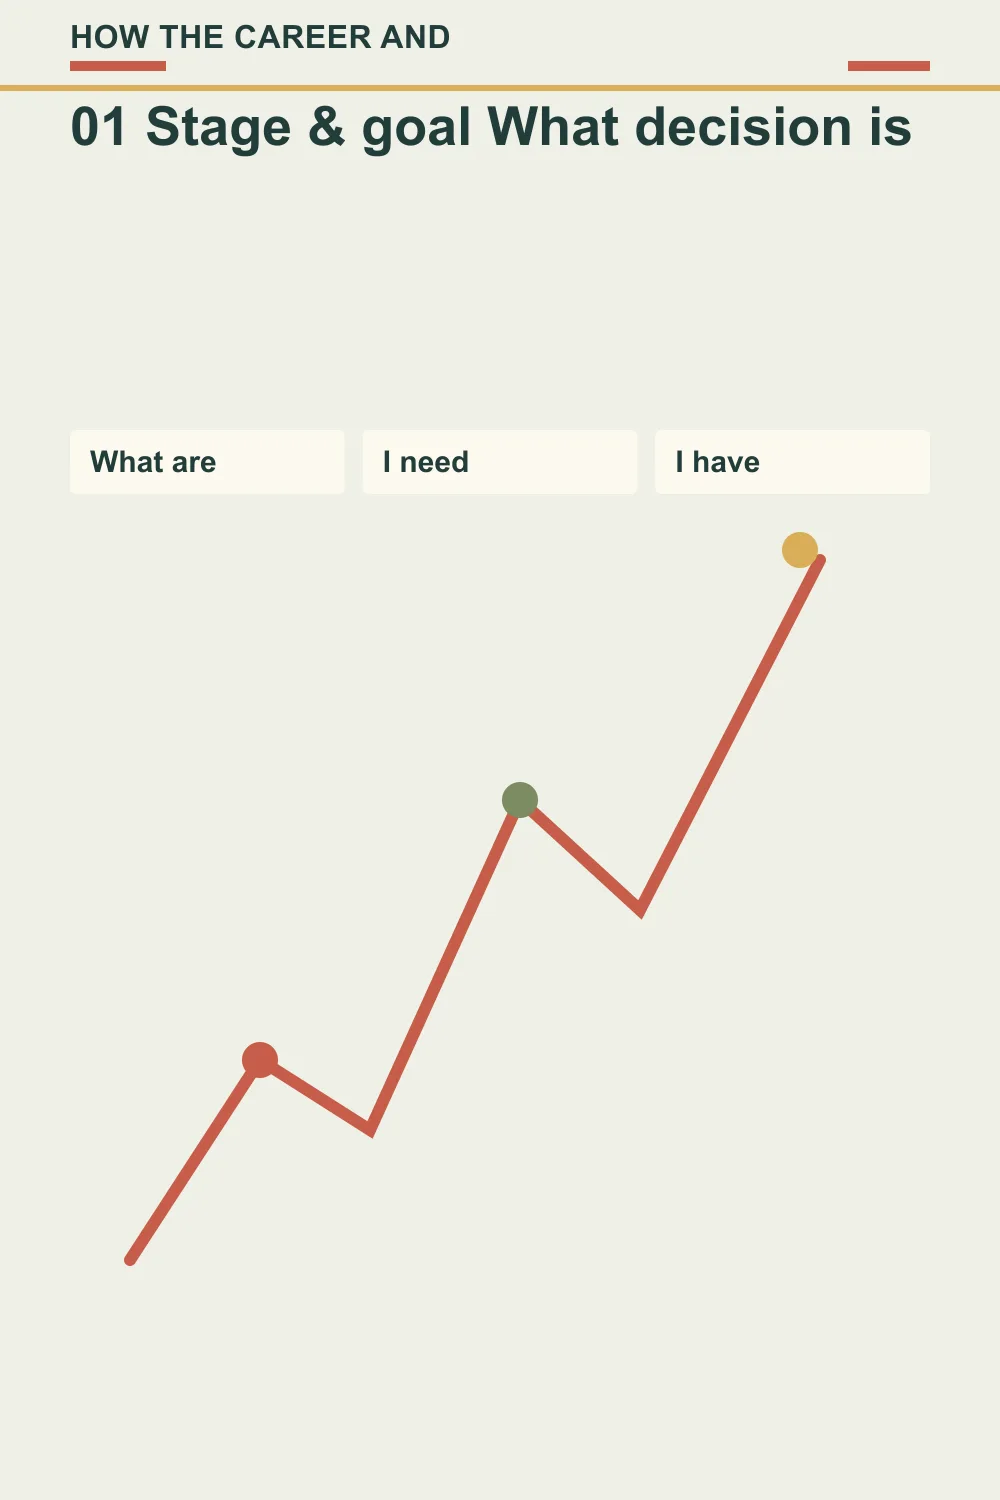 HOW THE CAREER AND
01 Stage & goal What decision is
What are
I need
I have